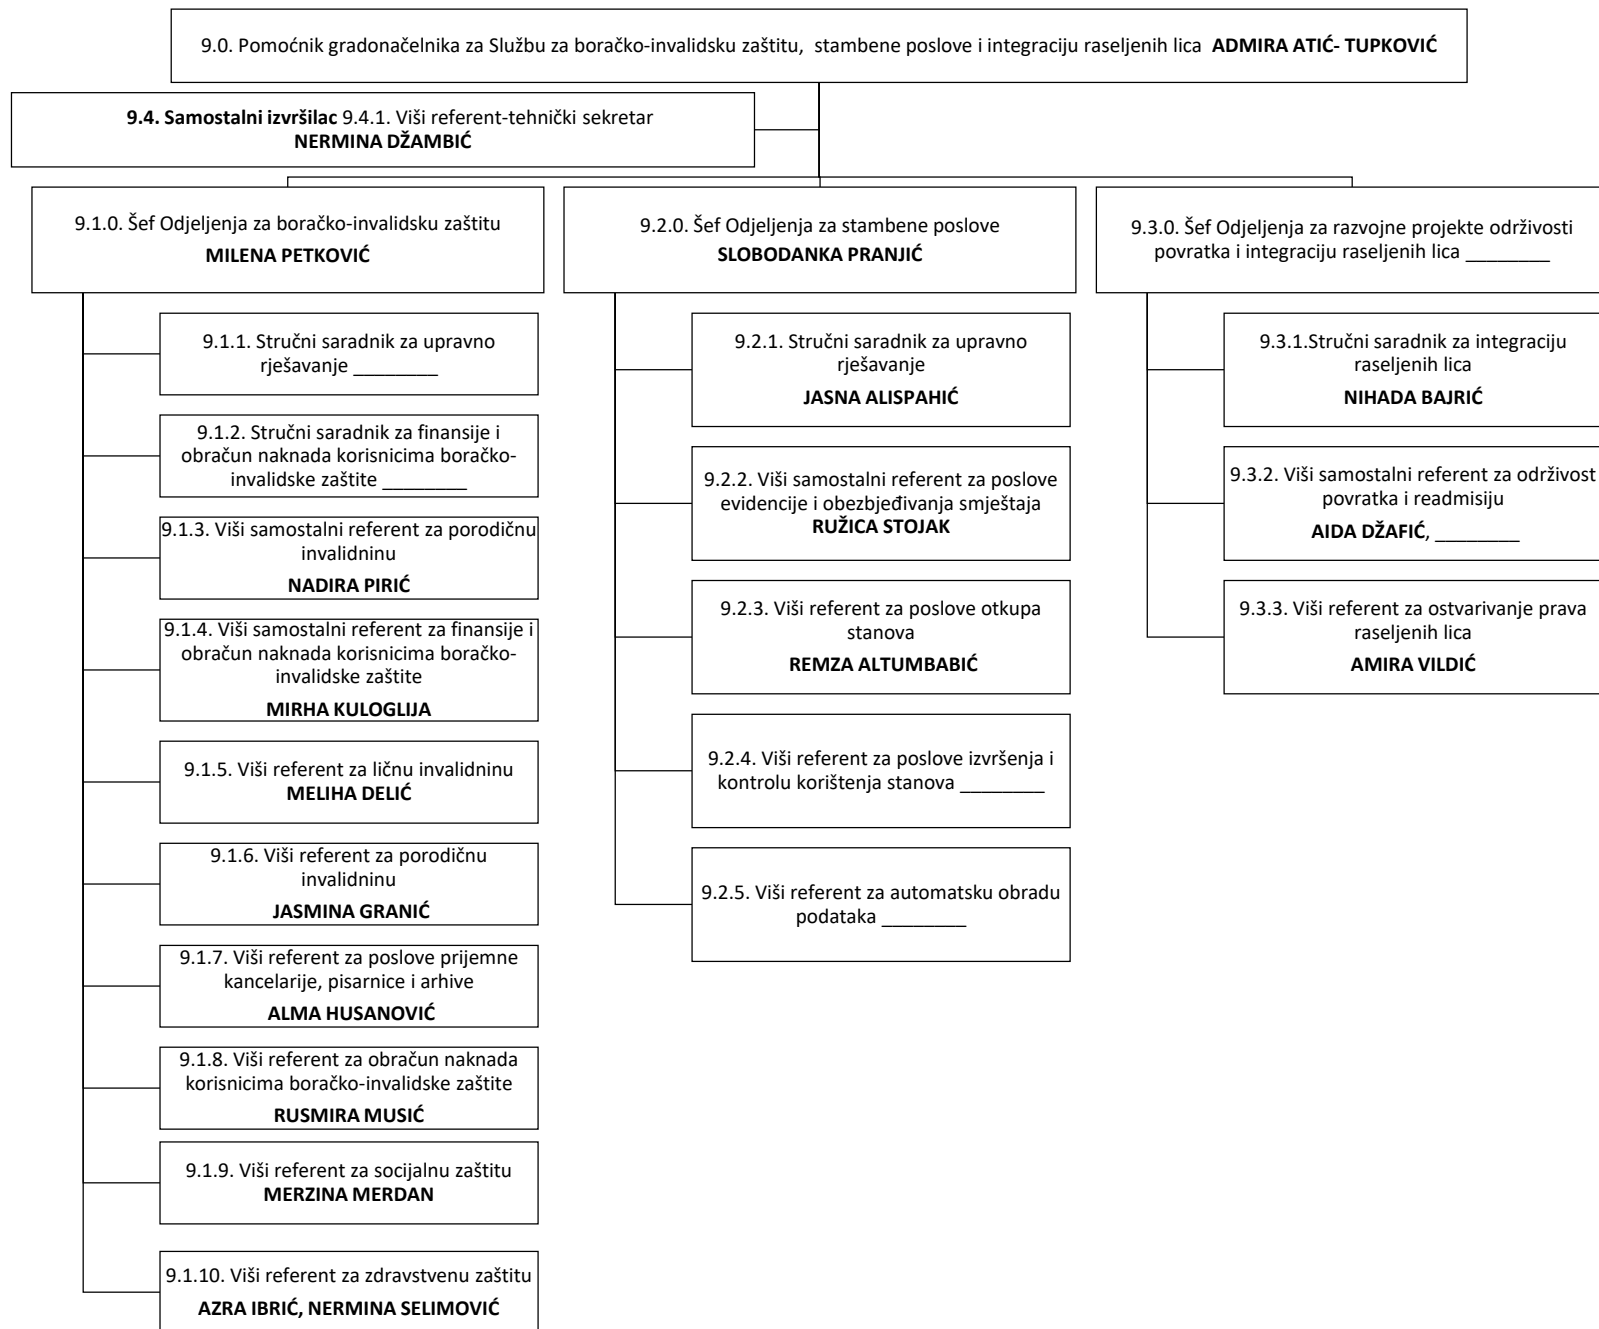 9.0. Pomoćnik gradonačelnika za Službu za boračko-invalidsku zaštitu, stambene poslove i integraciju raseljenih lica ADMIRA ATIĆ- TUPKOVIĆ
9.4. Samostalni izvršilac 9.4.1. Viši referent-tehnički sekretar
NERMINA DŽAMBIĆ
9.1.0. Šef Odjeljenja za boračko-invalidsku zaštitu
MILENA PETKOVIĆ
9.1.1. Stručni saradnik za upravno
rješavanje ________
9.1.2. Stručni saradnik za finansije i
obračun naknada korisnicima boračko-
invalidske zaštite ________
9.1.3. Viši samostalni referent za porodičnu
invalidninu
NADIRA PIRIĆ
9.1.4. Viši samostalni referent za finansije i
obračun naknada korisnicima boračko-
invalidske zaštite
MIRHA KULOGLIJA
9.1.5. Viši referent za ličnu invalidninu
MELIHA DELIĆ
9.1.6. Viši referent za porodičnu
invalidninu
JASMINA GRANIĆ
9.1.7. Viši referent za poslove prijemne
kancelarije, pisarnice i arhive
ALMA HUSANOVIĆ
9.1.8. Viši referent za obračun naknada
korisnicima boračko-invalidske zaštite
RUSMIRA MUSIĆ
9.1.9. Viši referent za socijalnu zaštitu
MERZINA MERDAN
9.1.10. Viši referent za zdravstvenu zaštitu
AZRA IBRIĆ, NERMINA SELIMOVIĆ
9.2.0. Šef Odjeljenja za stambene poslove
SLOBODANKA PRANJIĆ
9.2.1. Stručni saradnik za upravno
rješavanje
JASNA ALISPAHIĆ
9.2.2. Viši samostalni referent za poslove
evidencije i obezbjeđivanja smještaja
RUŽICA STOJAK
9.2.3. Viši referent za poslove otkupa
stanova
REMZA ALTUMBABIĆ
9.2.4. Viši referent za poslove izvršenja i
kontrolu korištenja stanova ________
9.2.5. Viši referent za automatsku obradu
podataka ________
9.3.0. Šef Odjeljenja za razvojne projekte održivosti
povratka i integraciju raseljenih lica ________
9.3.1.Stručni saradnik za integraciju
raseljenih lica
NIHADA BAJRIĆ
9.3.2. Viši samostalni referent za održivost
povratka i readmisiju
AIDA DŽAFIĆ, ________
9.3.3. Viši referent za ostvarivanje prava
raseljenih lica
AMIRA VILDIĆ